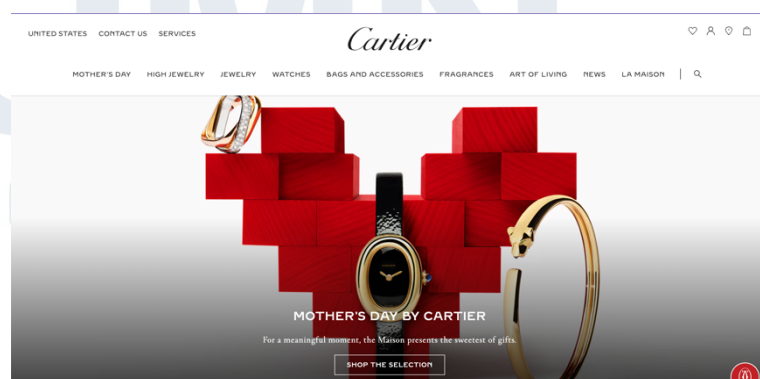 UNITED STATES CONTACT US SERVICES
Cartier
MOTHER'S DAY HIGH JEWELRY JEWELRY WATCHES BAGS AND ACCESSORIES FRAGRANCES ART OF LIVING NEWS LA MAISON
MOTHER'S DAY BY CARTIER
For a meaningful moment, the Maison presents the sweetest of gifts.
SHOP THE SELECTION